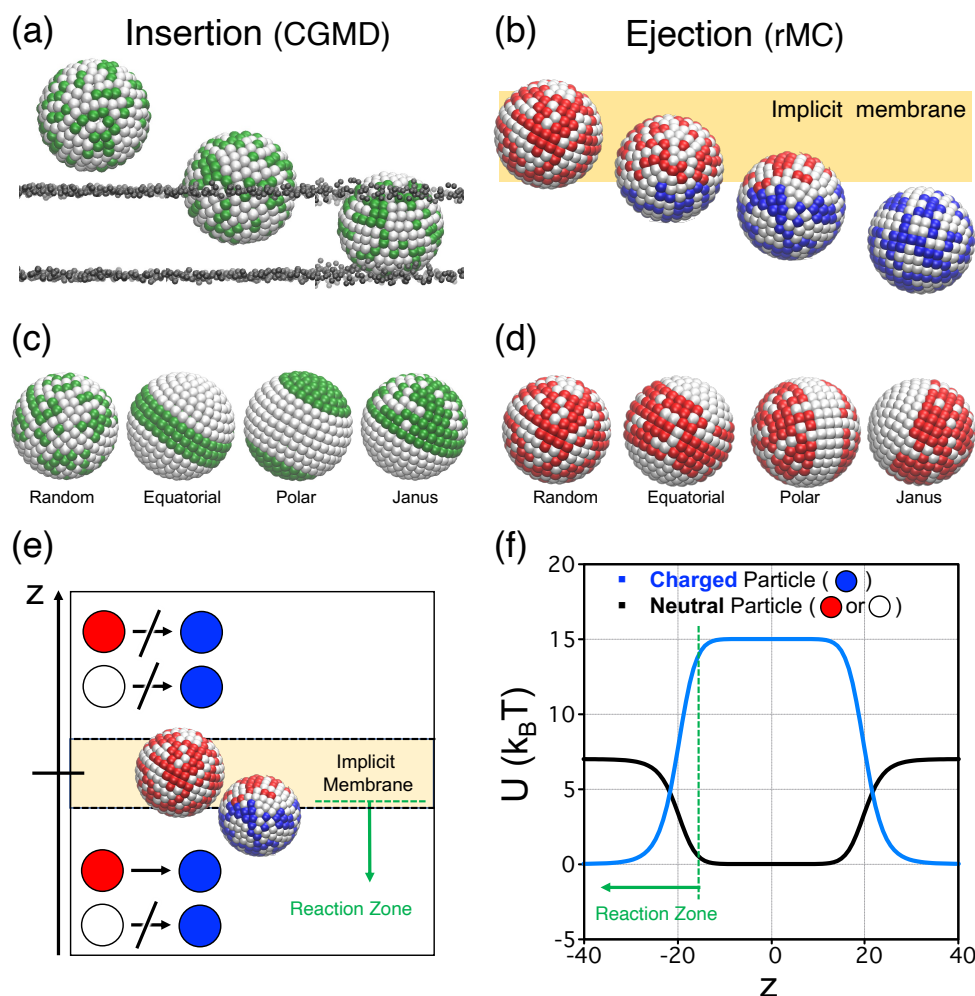 (a) Insertion (CGMD)
(b) Ejection (rMC)
Implicit membrane
(c)
Random Equatorial Polar Janus
(d)
Random Equatorial Polar Janus
(e)
z
Implicit
Membrane
Reaction Zone
(f)
Charged Particle ( )
Neutral Particle ( or )
Reaction Zone
U (k_BT)
20
15
10
5
0
-5
-40 -20 0 20 40
z